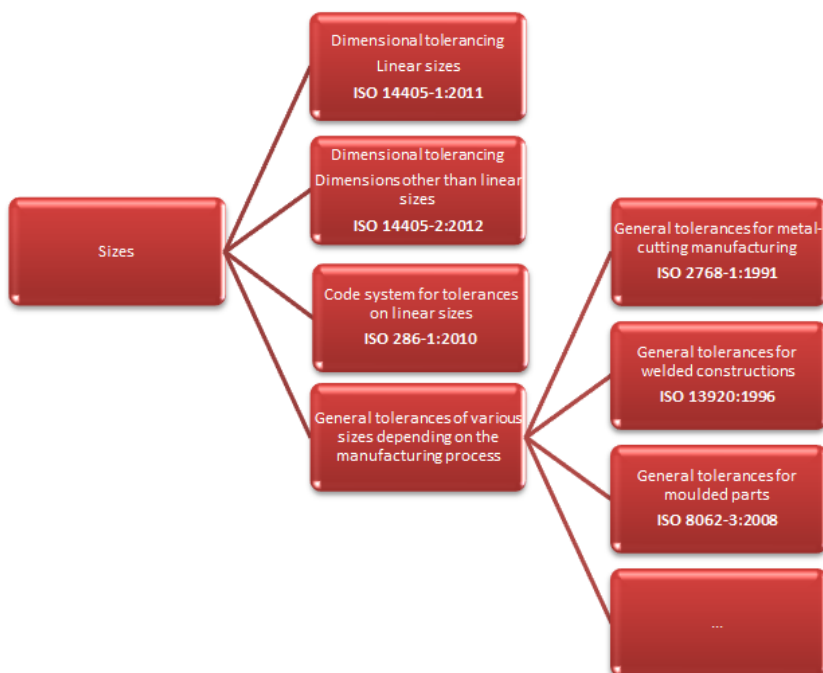 Sizes
Dimensional tolerancing
Linear sizes
ISO 14405-1:2011
Dimensional tolerancing
Dimensions other than linear
sizes
ISO 14405-2:2012
Code system for tolerances
on linear sizes
ISO 286-1:2010
General tolerances of various
sizes depending on the
manufacturing process
General tolerances for metal-
cutting manufacturing
ISO 2768-1:1991
General tolerances for
welded constructions
ISO 13920:1996
General tolerances for
moulded parts
ISO 8062-3:2008
...